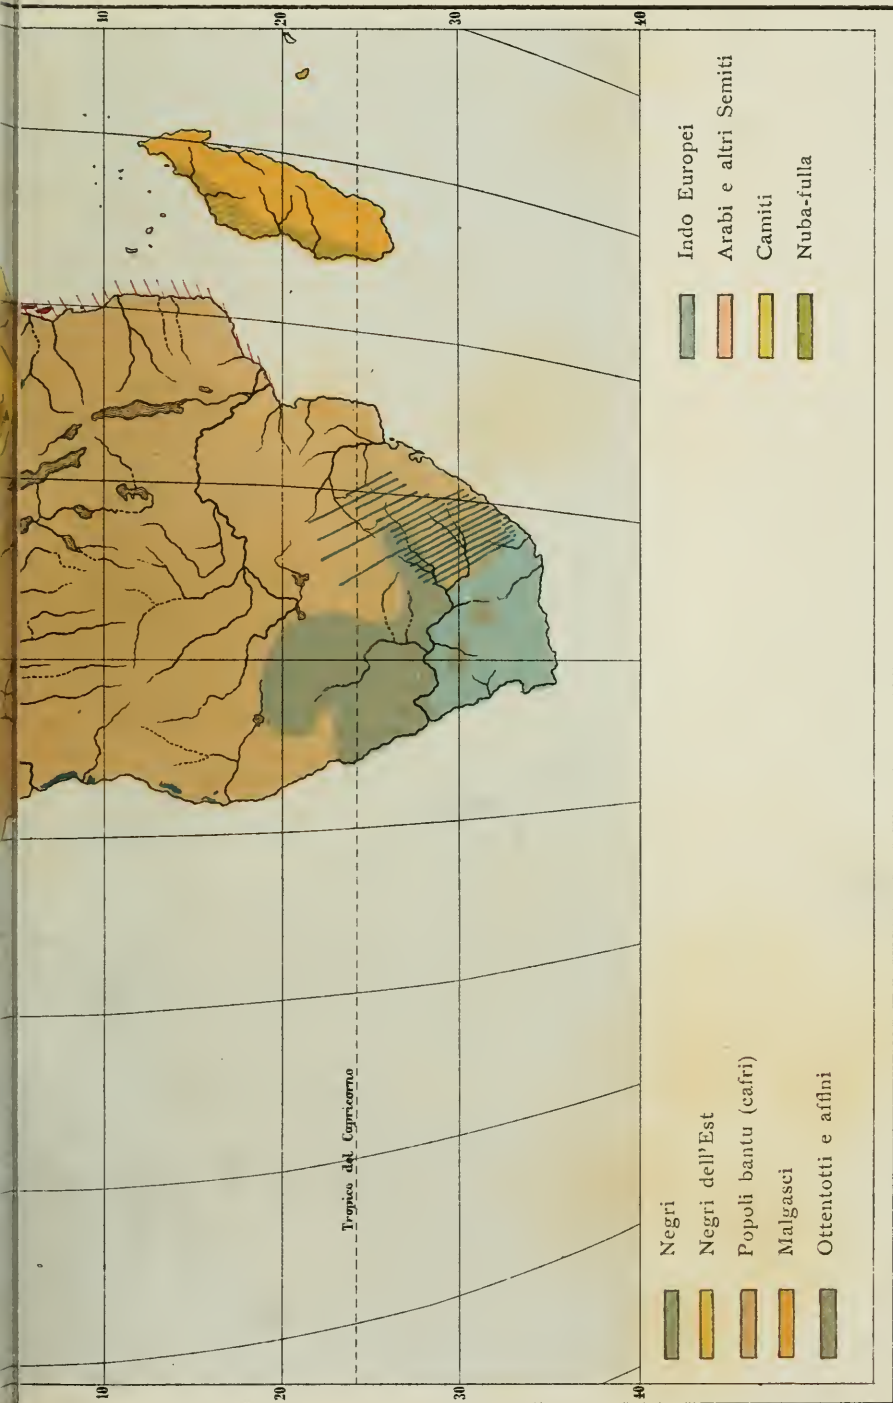 10
20
30
40
Tropico del Capricorno
10
20
30
40
Negri
Negri dell'Est
Popoli bantu (cafri)
Malgasci
Ottentotti e affini
Indo Europei
Arabi e altri Semiti
Camiti
Nuba-fulla